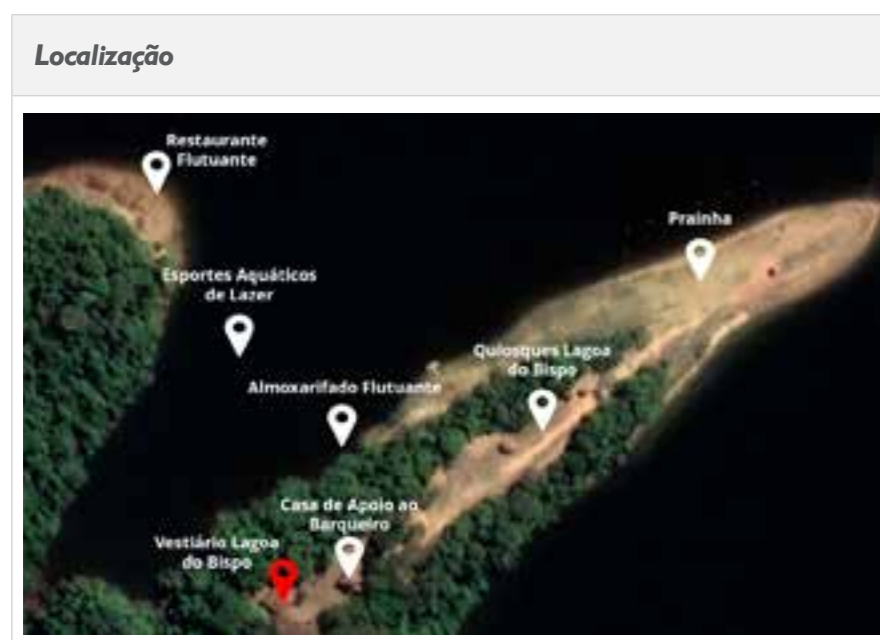 Localização
Restaurante
Flutuante
Prainha
Esportes Aquáticos
de Lazer
Quiosques Lagoa
do Bispo
Almoxarifado Flutuante
Casa de Apoio ao
Barqueiro
Vestiário Lagoa
do Bispo